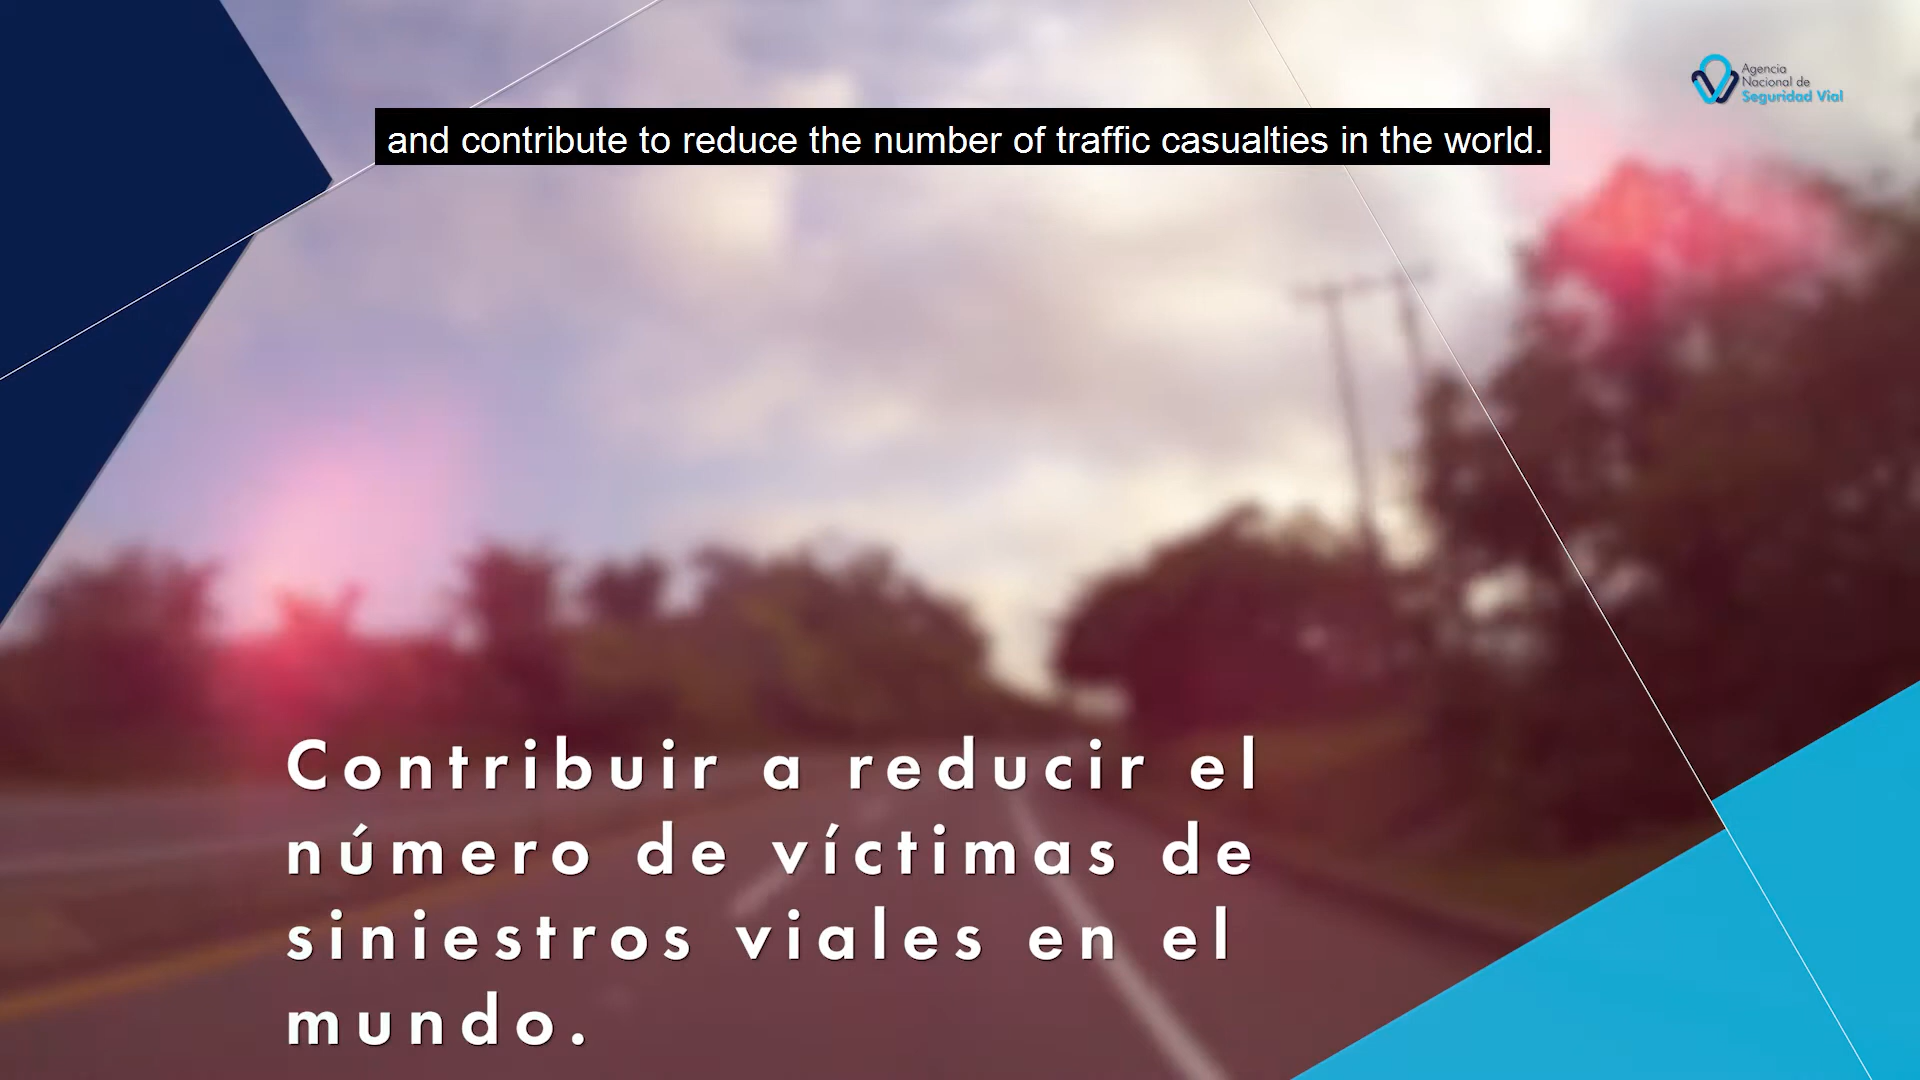 Agencia
Nacional de
Seguridad Vial
and contribute to reduce the number of traffic casualties in the world.
Contribuir a reducir el
número de víctimas de
siniestros viales en el
mundo.